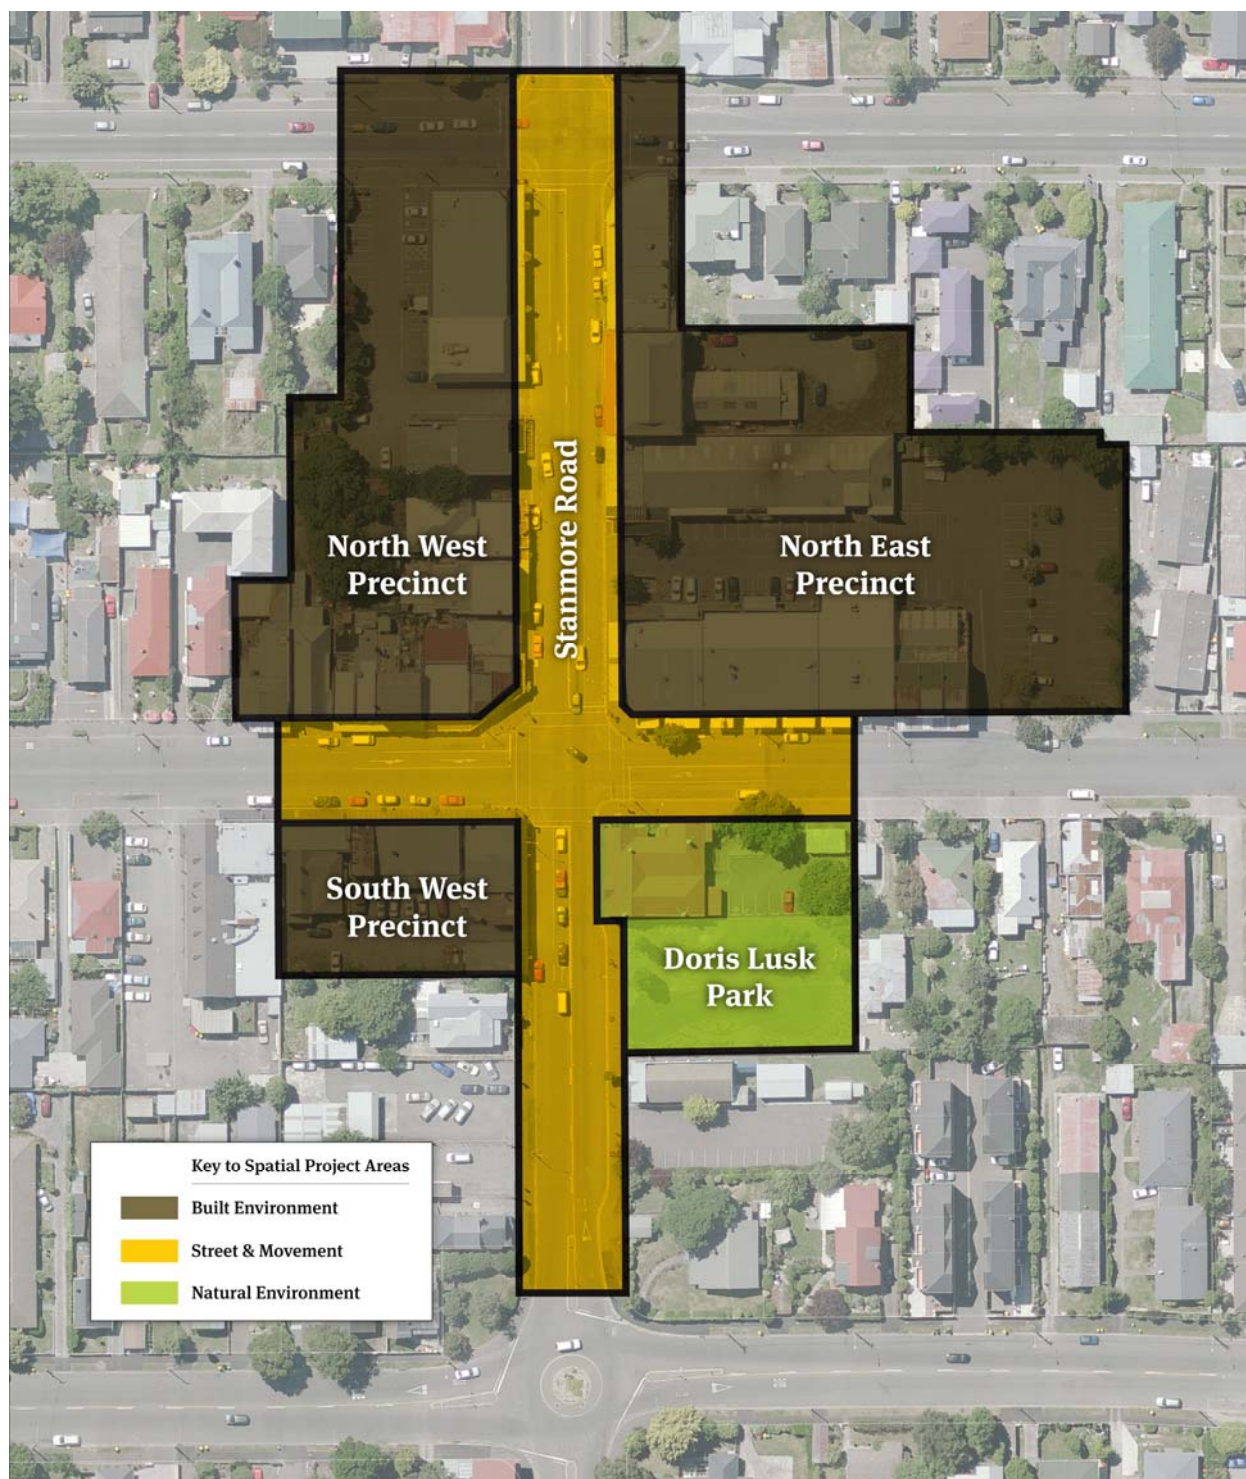 Stanmore Road
North West
Precinct
North East
Precinct
South West
Precinct
Doris Lusk
Park
Key to Spatial Project Areas
Built Environment
Street & Movement
Natural Environment